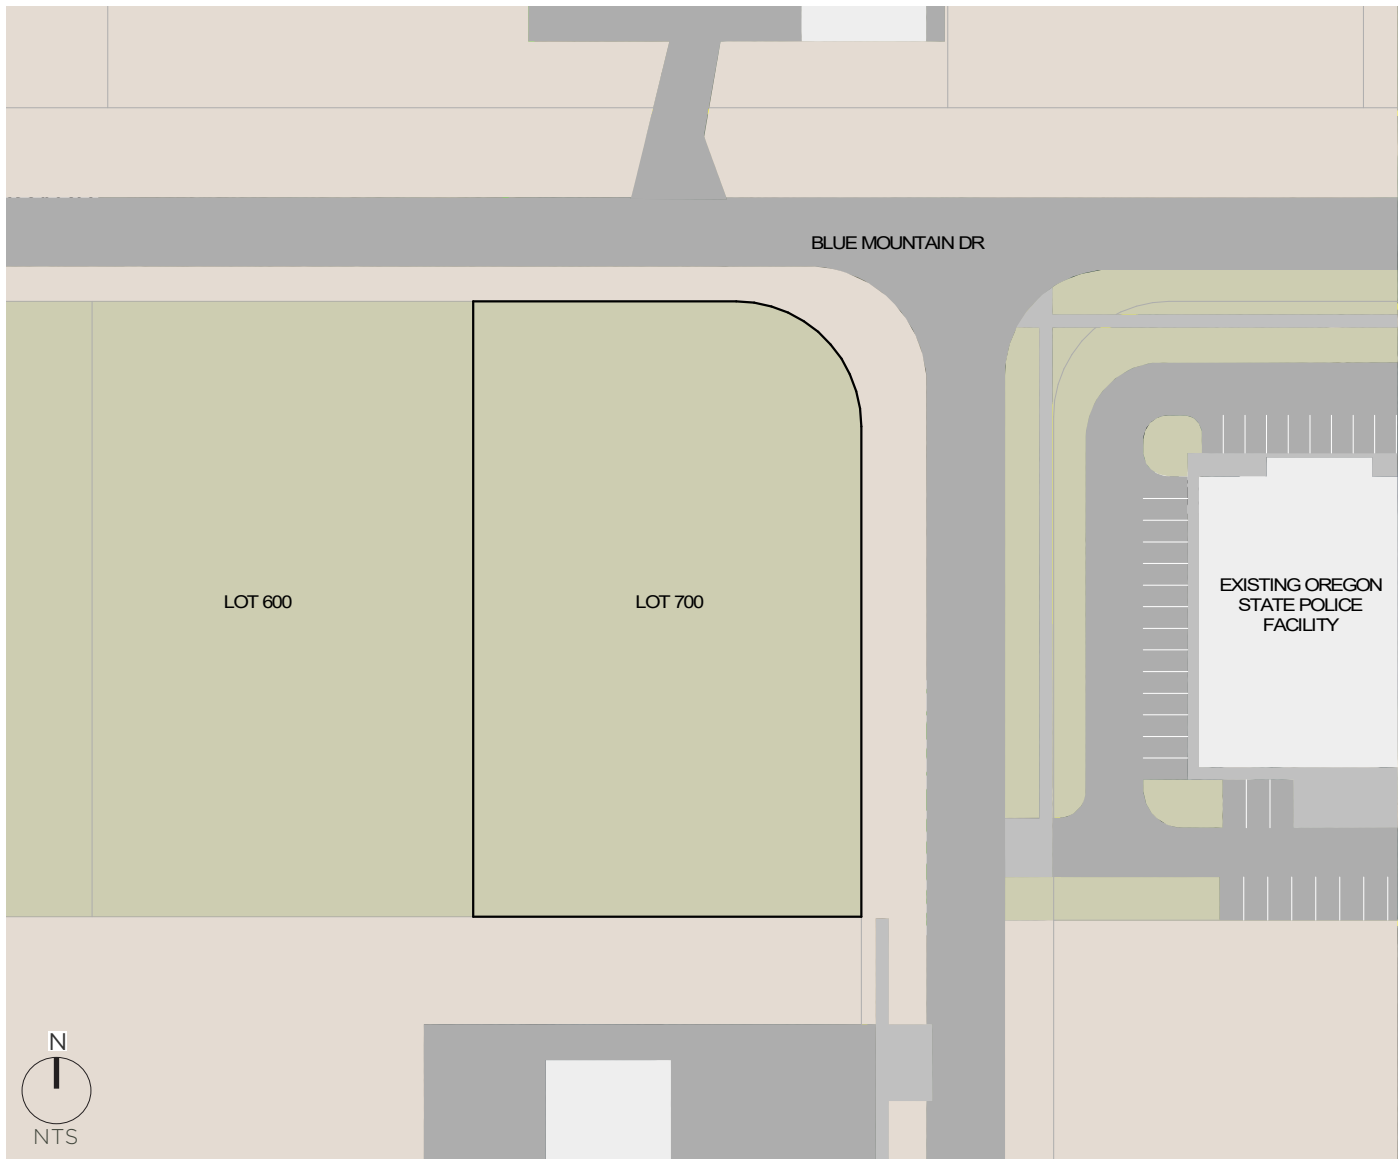 BLUE MOUNTAIN DR
LOT 600
LOT 700
EXISTING OREGON
STATE POLICE
FACILITY
N
NTS